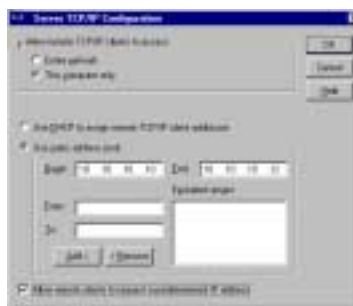 Server TCP/IP Configuration
Allow remote TCP/IP clients to access:
Entire network
This computer only
OK
Cancel
Help
Use DHCP to assign remote TCP/IP client addresses
Use static address pool:
Begin:
End:
Excluded ranges
From:
To:
Add >
< Remove
Allow remote clients to request a predetermined IP address